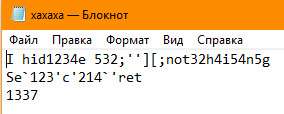 хахаха — Блокнот
Файл Правка Формат Вид Справка
I hid1234e 532;''][;not32h4i54n5g
Se`123'c'214`'ret
1337